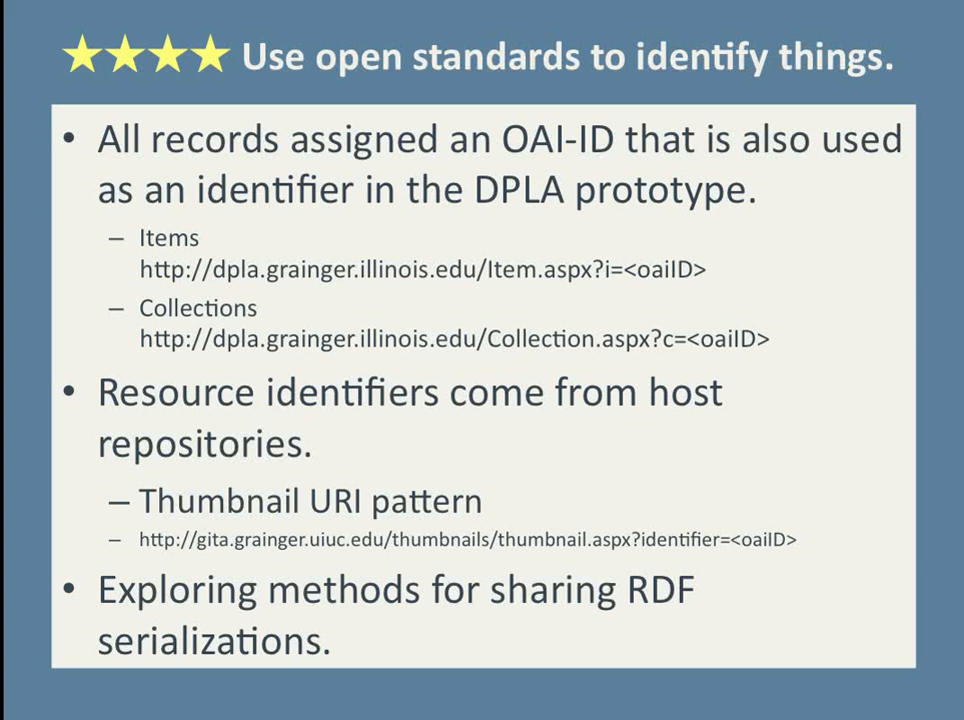 ★★★★ Use open standards to identify things.
• All records assigned an OAI-ID that is also used
as an identifier in the DPLA prototype.
– Items
http://dpla.grainger.illinois.edu/Item.aspx?i=<oaiID>
– Collections
http://dpla.grainger.illinois.edu/Collection.aspx?c=<oaiID>
• Resource identifiers come from host
repositories.
– Thumbnail URI pattern
– http://gita.grainger.uiuc.edu/thumbnails/thumbnail.aspx?identifier=<oaiID>
• Exploring methods for sharing RDF
serializations.